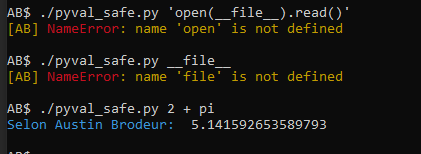 AB$ ./pyval_safe.py 'open(__file__).read()'
[AB] NameError: name 'open' is not defined
AB$ ./pyval_safe.py __file__
[AB] NameError: name 'file' is not defined
AB$ ./pyval_safe.py 2 + pi
Selon Austin Brodeur:  5.141592653589793